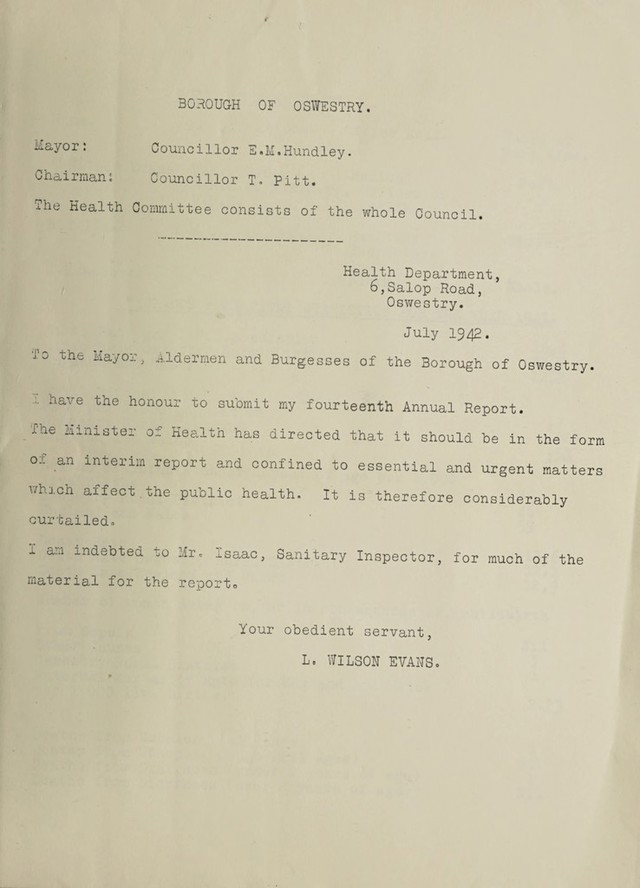 BOROUGH OF OSWESTRY.
Mayor: Councillor E.M.Hundley.
Chairman: Councillor T. Pitt.
The Health Committee consists of the whole Council.
Health Department,
6,Salop Road,
Oswestry.
July 1942.
To the Mayor, Aldermen and Burgesses of the Borough of Oswestry.
I have the honour to submit my fourteenth Annual Report.
The Minister of Health has directed that it should be in the form
of an interim report and confined to essential and urgent matters
which affect the public health. It is therefore considerably
curtailed.
I am indebted to Mr. Isaac, Sanitary Inspector, for much of the
material for the report.
Your obedient servant,
L. WILSON EVANS.